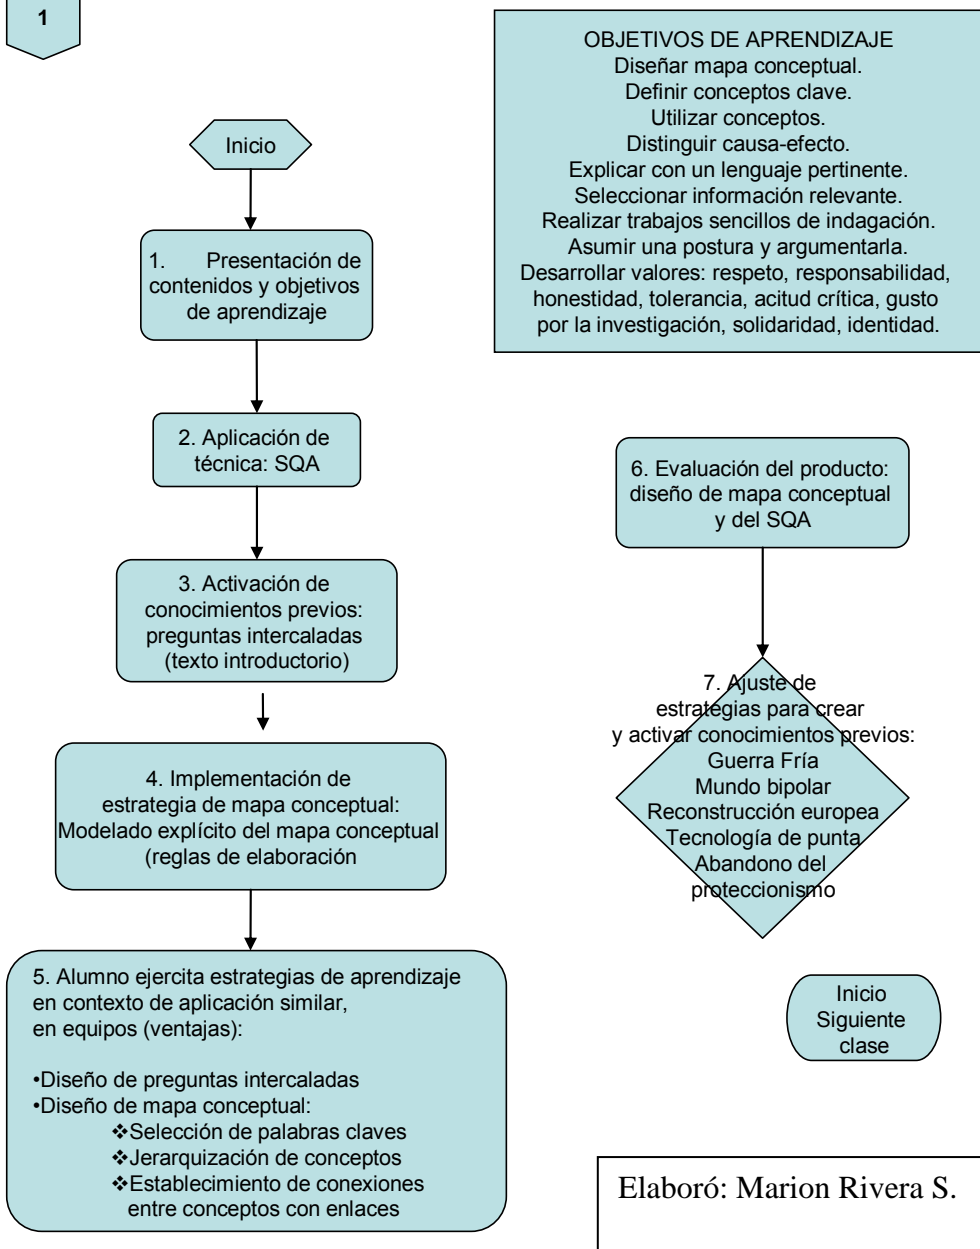 1
OBJETIVOS DE APRENDIZAJE
Diseñar mapa conceptual.
Definir conceptos clave.
Utilizar conceptos.
Distinguir causa-efecto.
Explicar con un lenguaje pertinente.
Seleccionar información relevante.
Realizar trabajos sencillos de indagación.
Asumir una postura y argumentarla.
Desarrollar valores: respeto, responsabilidad,
honestidad, tolerancia, acitud crítica, gusto
por la investigación, solidaridad, identidad.
Inicio
1. Presentación de
contenidos y objetivos
de aprendizaje
2. Aplicación de
técnica: SQA
3. Activación de
conocimientos previos:
preguntas intercaladas
(texto introductorio)
4. Implementación de
estrategia de mapa conceptual:
Modelado explícito del mapa conceptual
(reglas de elaboración
5. Alumno ejercita estrategias de aprendizaje
en contexto de aplicación similar,
en equipos (ventajas):
•Diseño de preguntas intercaladas
•Diseño de mapa conceptual:
❖Selección de palabras claves
❖Jerarquización de conceptos
❖Establecimiento de conexiones
entre conceptos con enlaces
6. Evaluación del producto:
diseño de mapa conceptual
y del SQA
7. Ajuste de
estrategias para crear
y activar conocimientos previos:
Guerra Fría
Mundo bipolar
Reconstrucción europea
Tecnología de punta
Abandono del
proteccionismo
Inicio
Siguiente
clase
Elaboró: Marion Rivera S.